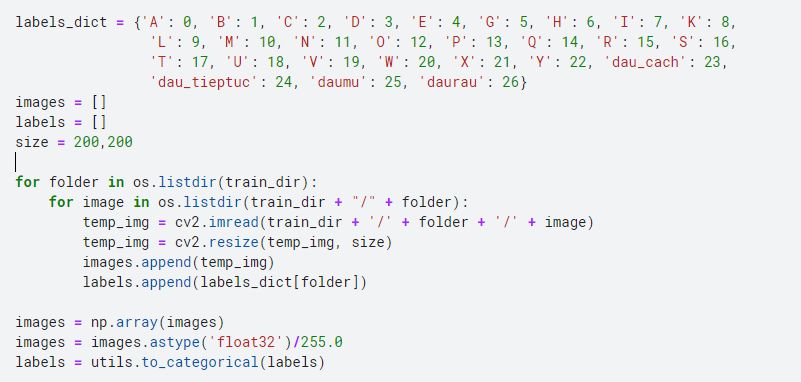 labels_dict = {'A': 0, 'B': 1, 'C': 2, 'D': 3, 'E': 4, 'G': 5, 'H': 6, 'I': 7, 'K': 8,
                'L': 9, 'M': 10, 'N': 11, 'O': 12, 'P': 13, 'Q': 14, 'R': 15, 'S': 16,
                'T': 17, 'U': 18, 'V': 19, 'W': 20, 'X': 21, 'Y': 22, 'dau_cach': 23,
                'dau_tieptuc': 24, 'daumu': 25, 'daurau': 26}
images = []
labels = []
size = 200,200
for folder in os.listdir(train_dir):
    for image in os.listdir(train_dir + "/" + folder):
        temp_img = cv2.imread(train_dir + '/' + folder + '/' + image)
        temp_img = cv2.resize(temp_img, size)
        images.append(temp_img)
        labels.append(labels_dict[folder])
images = np.array(images)
images = images.astype('float32')/255.0
labels = utils.to_categorical(labels)